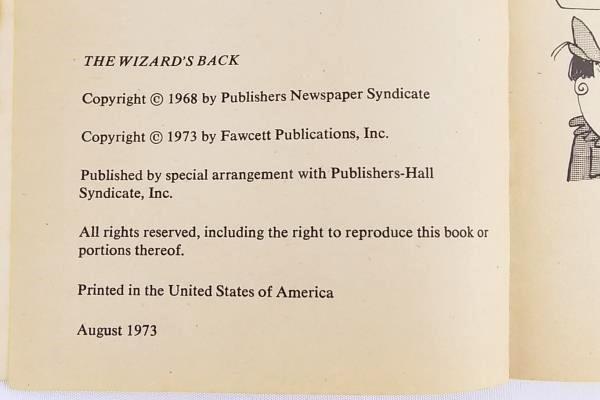 THE WIZARD'S BACK
Copyright © 1968 by Publishers Newspaper Syndicate
Copyright © 1973 by Fawcett Publications, Inc.
Published by special arrangement with Publishers-Hall
Syndicate, Inc.
All rights reserved, including the right to reproduce this book or
portions thereof.
Printed in the United States of America
August 1973